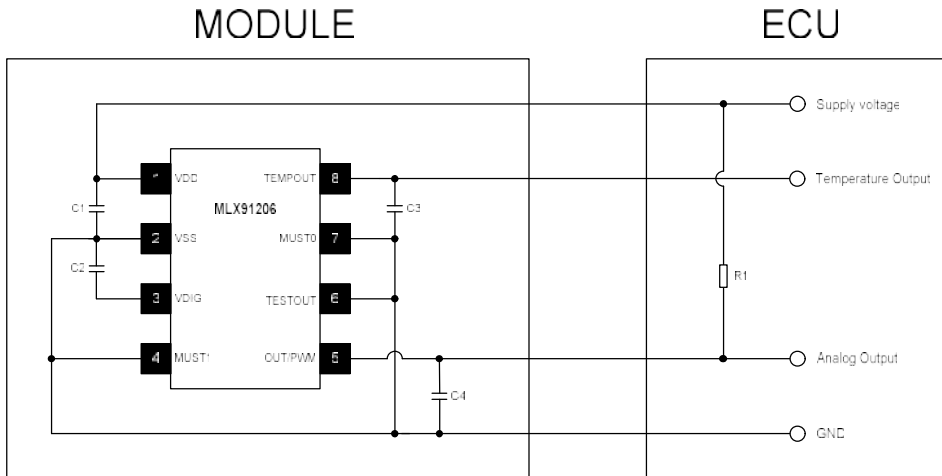 MODULE
ECU
Supply voltage
1
VDD
TEMPOUT
8
Temperature Output
C1
MLX91206
C3
2
VSS
MUST0
7
C2
R1
3
VDIG
TESTOUT
6
4
MUST1
OUT/PWM
5
Analog Output
C4
GND